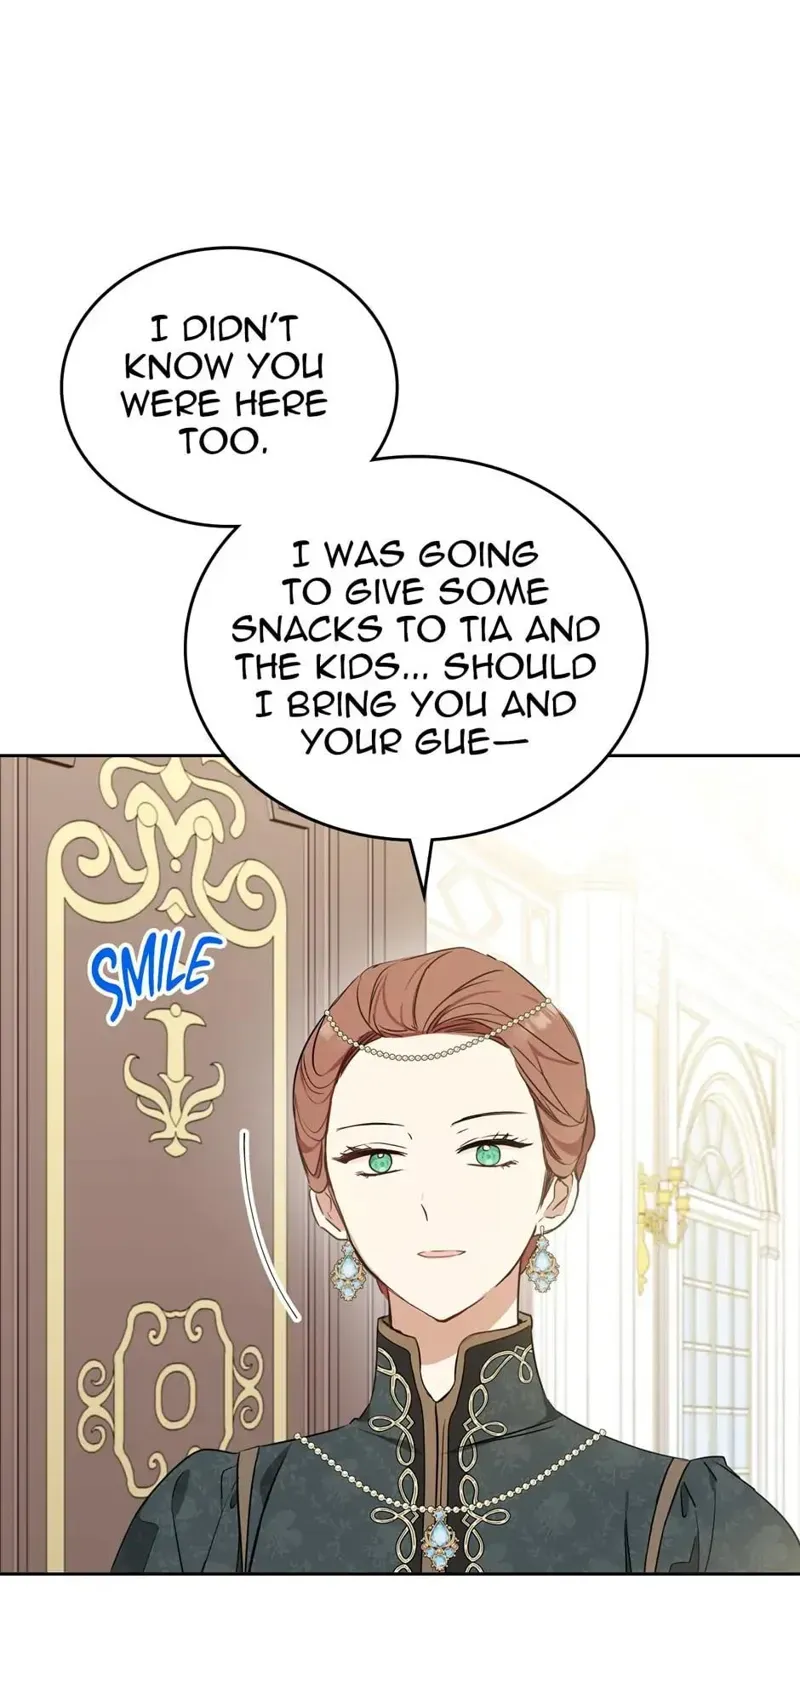 I DIDN'T
KNOW YOU
WERE HERE
TOO.
I WAS GOING
TO GIVE SOME
SNACKS TO TIA AND
THE KIDS... SHOULD
I BRING YOU AND
YOUR GUE—
SMILE